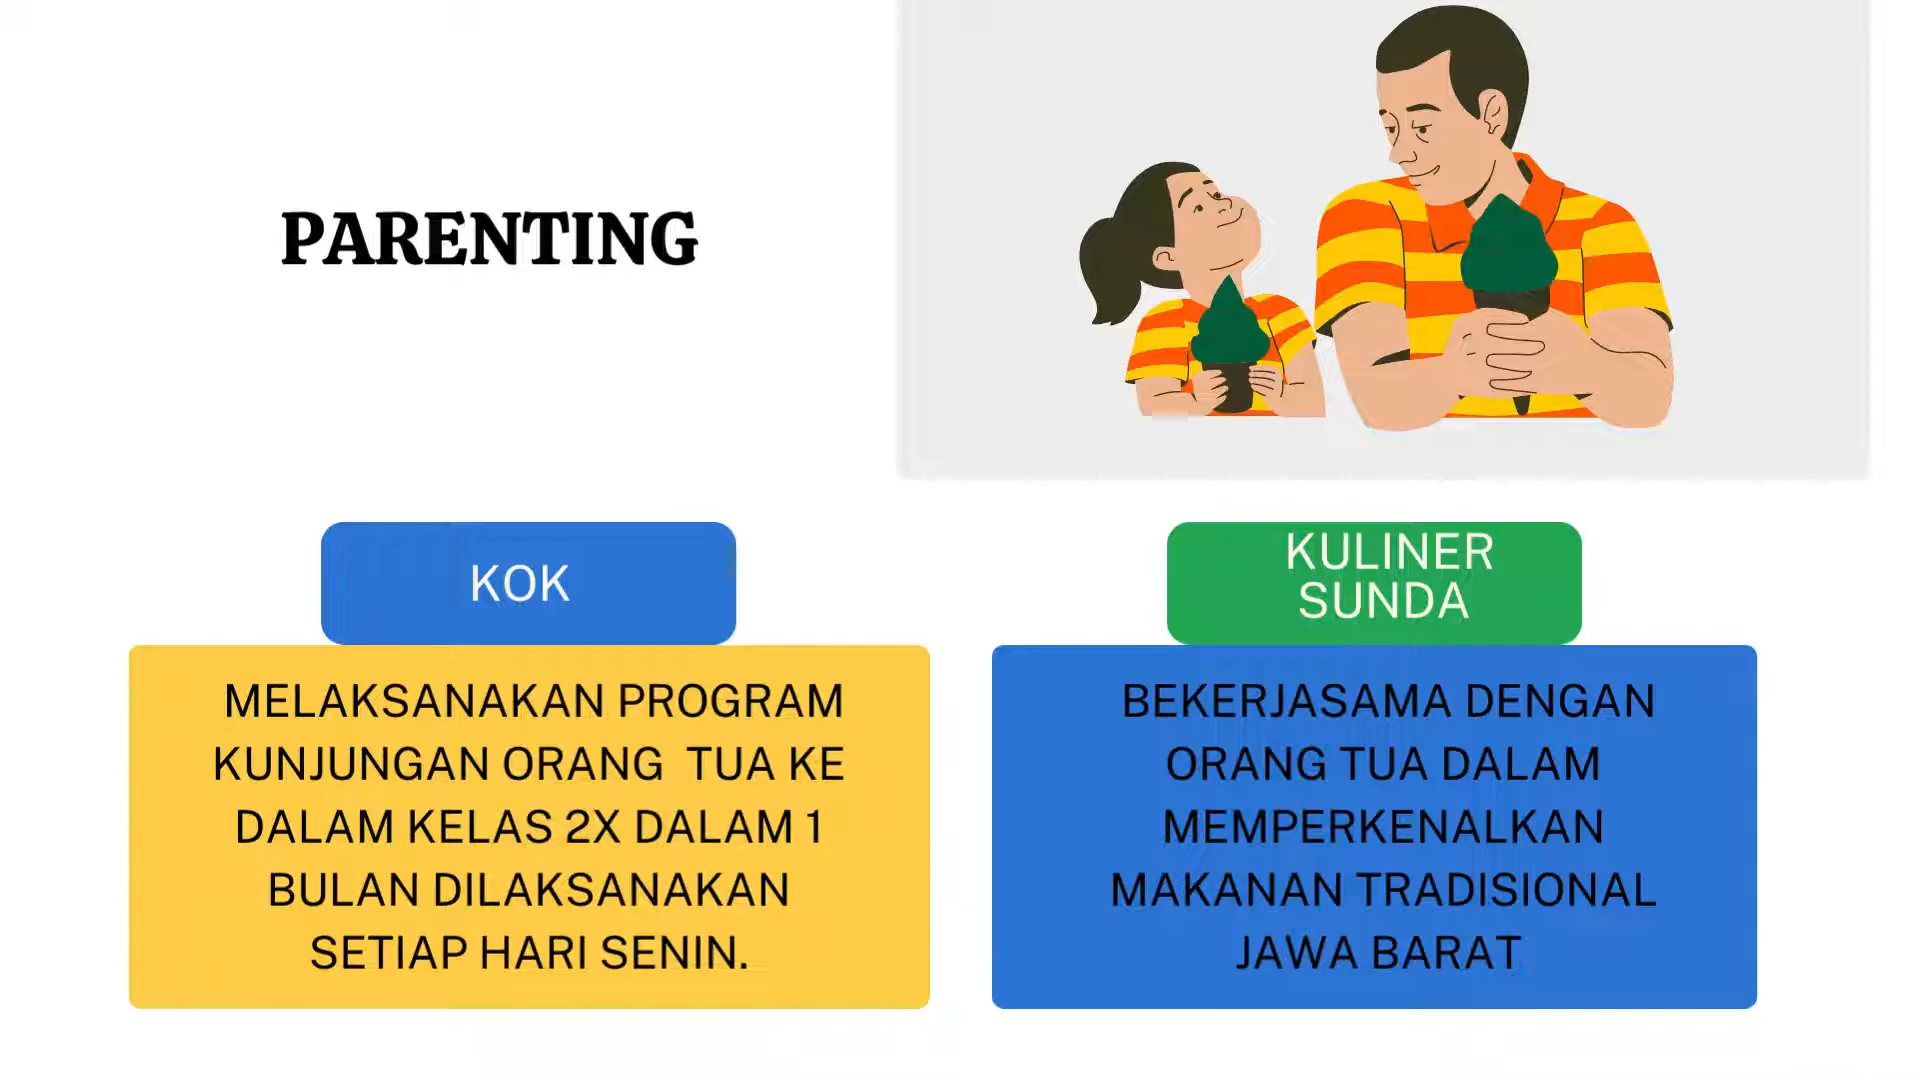 PARENTING
KOK
MELAKSANAKAN PROGRAM
KUNJUNGAN ORANG TUA KE
DALAM KELAS 2X DALAM 1
BULAN DILAKSANAKAN
SETIAP HARI SENIN.
KULINER
SUNDA
BEKERJASAMA DENGAN
ORANG TUA DALAM
MEMPERKENALKAN
MAKANAN TRADISIONAL
JAWA BARAT